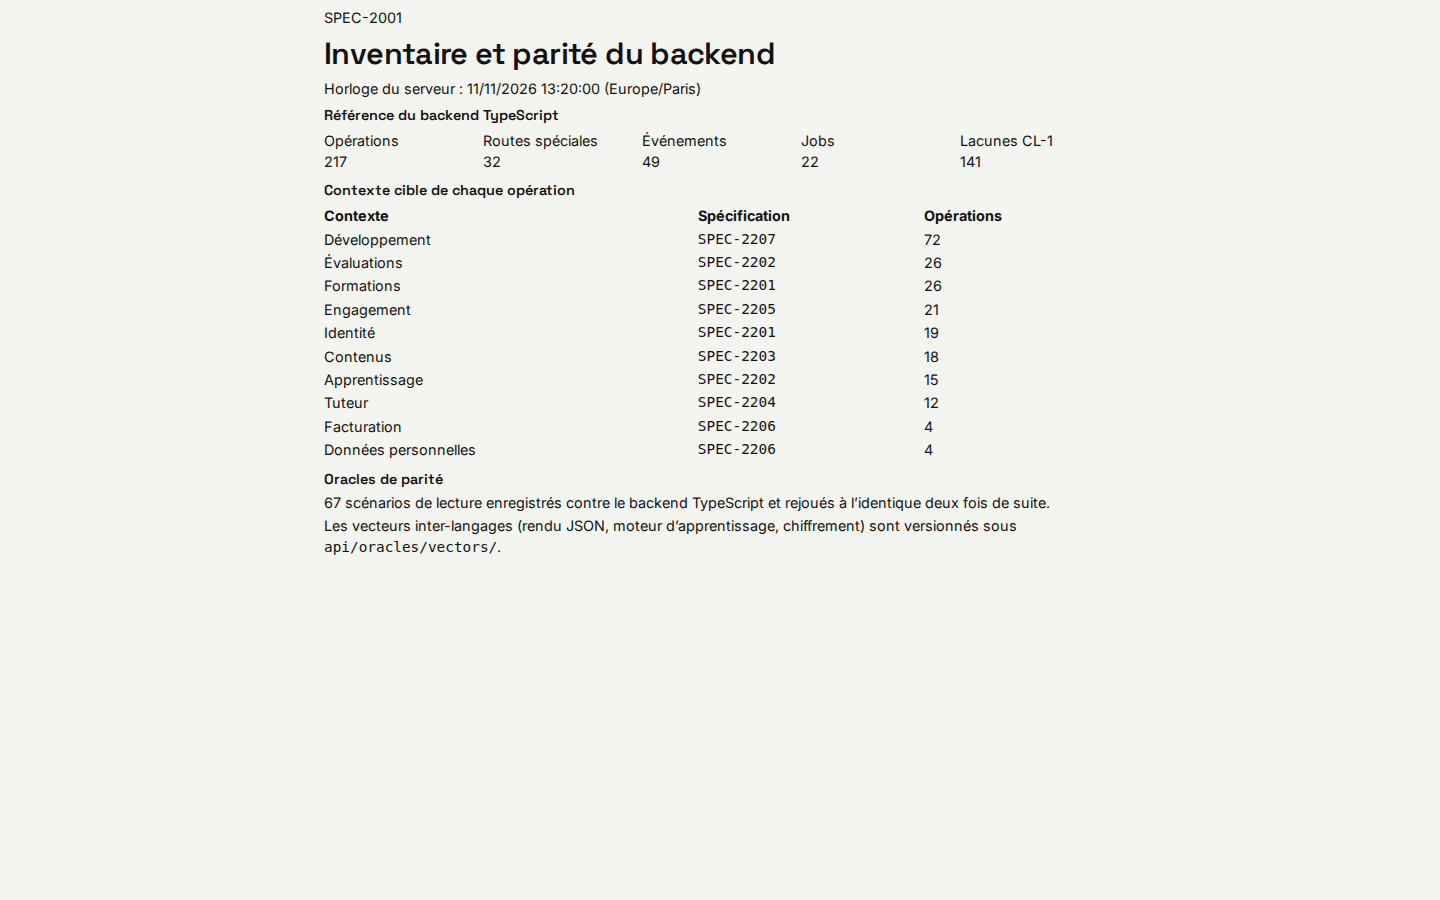 SPEC-2001
Inventaire et parité du backend
Horloge du serveur : 11/11/2026 13:20:00 (Europe/Paris)
Référence du backend TypeScript
Opérations Routes spéciales Événements Jobs Lacunes CL-1
217 32 49 22 141
Contexte cible de chaque opération
Contexte Spécification Opérations
Développement SPEC-2207 72
Évaluations SPEC-2202 26
Formations SPEC-2201 26
Engagement SPEC-2205 21
Identité SPEC-2201 19
Contenus SPEC-2203 18
Apprentissage SPEC-2202 15
Tuteur SPEC-2204 12
Facturation SPEC-2206 4
Données personnelles SPEC-2206 4
Oracles de parité
67 scénarios de lecture enregistrés contre le backend TypeScript et rejoués à l’identique deux fois de suite.
Les vecteurs inter-langages (rendu JSON, moteur d’apprentissage, chiffrement) sont versionnés sous
api/oracles/vectors/.